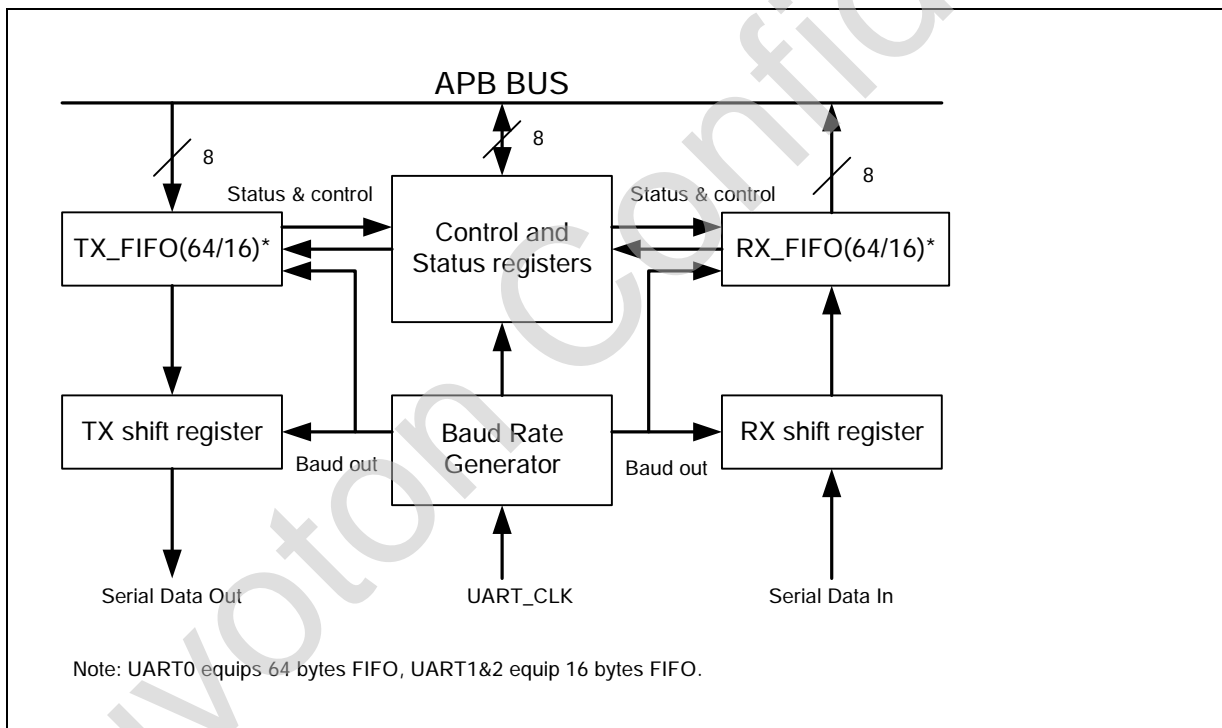 APB BUS
8
8
8
Status & control
Status & control
TX_FIFO(64/16)*
Control and
Status registers
RX_FIFO(64/16)*
TX shift register
Baud Rate
Generator
RX shift register
Baud out
Baud out
Serial Data Out
UART_CLK
Serial Data In
Note: UART0 equips 64 bytes FIFO, UART1&2 equip 16 bytes FIFO.
uvoton Confid